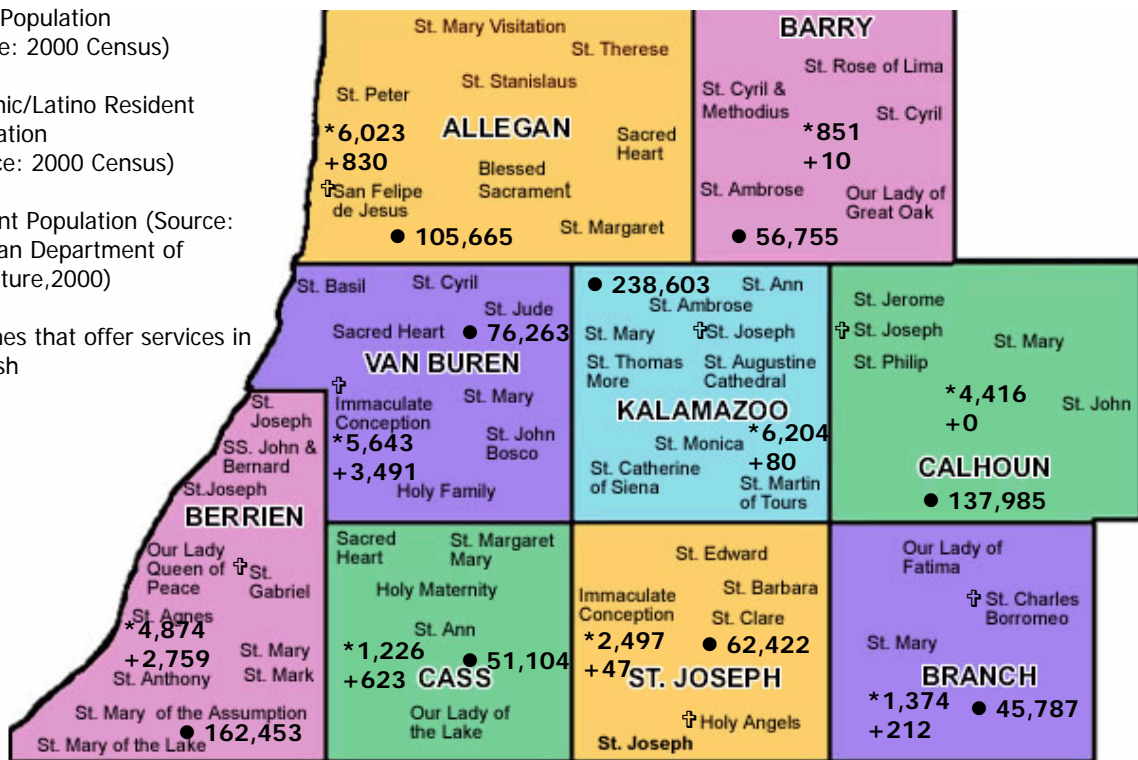 Population
e: 2000 Census)
nic/Latino Resident
ation
ce: 2000 Census)
nt Population (Source:
an Department of
ture,2000)
nes that offer services in
sh
St. Mary Visitation
St. Therese
St. Stanislaus
St. Peter
*6,023
+830
ALLEGAN
Sacred
Heart
Blessed
Sacrament
✞San Felipe
de Jesus
St. Margaret
● 105,665
BARRY
St. Rose of Lima
St. Cyril &
Methodius
St. Cyril
*851
+10
St. Ambrose
Our Lady of
Great Oak
● 56,755
St. Basil
St. Cyril
St. Jude
Sacred Heart
● 76,263
VAN BUREN
✞
Immaculate
Conception
St. Mary
*5,643
+3,491
St. John
Bosco
Holy Family
● 238,603
St. Ann
St. Ambrose
St. Mary
✞St. Joseph
St. Thomas
More
St. Augustine
Cathedral
KALAMAZOO
St. Monica
*6,204
+80
St. Catherine
of Siena
St. Martin
of Tours
St. Jerome
✞ St. Joseph
St. Mary
St. Philip
*4,416
+0
St. John
CALHOUN
● 137,985
St.
Joseph
SS. John &
Bernard
St.Joseph
BERRIEN
Our Lady
Queen of
Peace
✞St.
Gabriel
St. Agnes
*4,874
+2,759
St. Mary
St. Anthony
St. Mark
St. Mary of the Assumption
● 162,453
St. Mary of the Lake
Sacred
Heart
St. Margaret
Mary
Holy Maternity
St. Ann
*1,226
● 51,104
+623
CASS
Our Lady of
the Lake
St. Edward
Immaculate
Conception
St. Barbara
St. Clare
*2,497
● 62,422
+47
ST. JOSEPH
✞Holy Angels
St. Joseph
Our Lady of
Fatima
✞ St. Charles
Borromeo
St. Mary
BRANCH
*1,374
● 45,787
+212